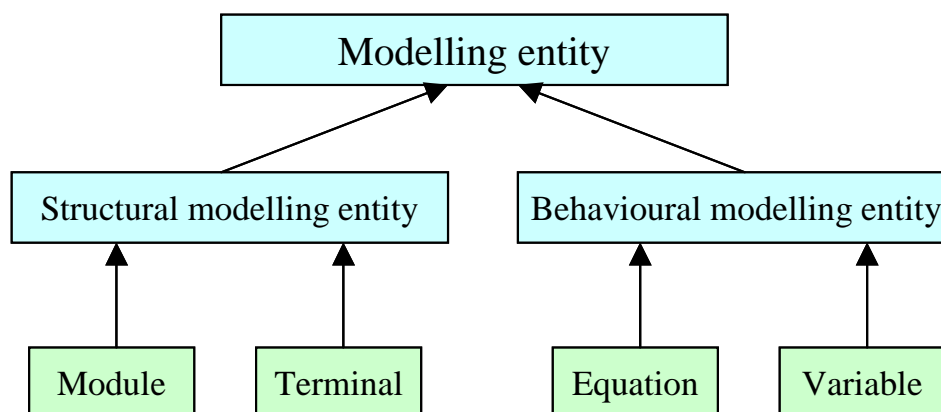 Modelling entity
Structural modelling entity
Behavioural modelling entity
Module
Terminal
Equation
Variable